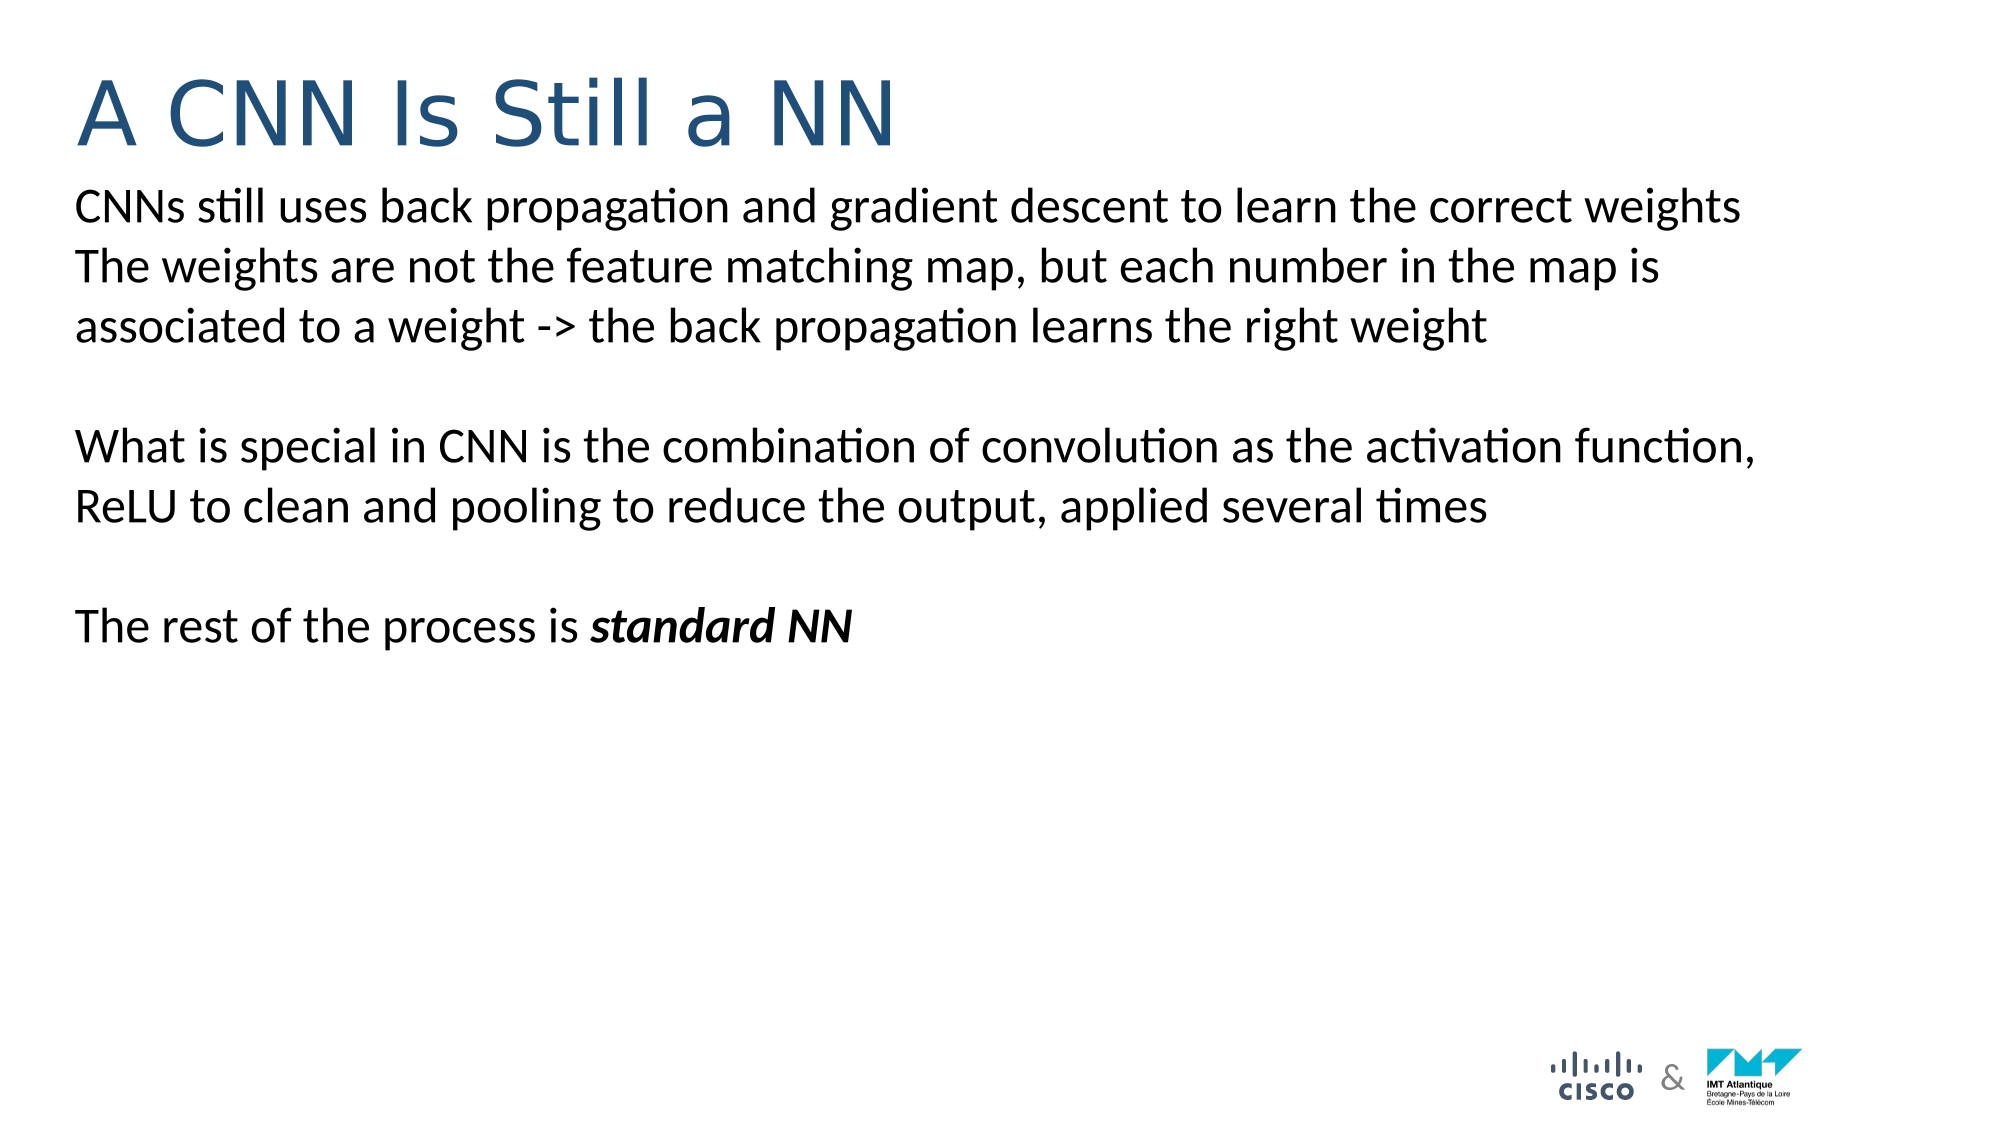 A CNN Is Still a NN
CNNs still uses back propagation and gradient descent to learn the correct weights
The weights are not the feature matching map, but each number in the map is
associated to a weight -> the back propagation learns the right weight
What is special in CNN is the combination of convolution as the activation function,
ReLU to clean and pooling to reduce the output, applied several times
The rest of the process is standard NN
CISCO
&
IMT Atlantique
Bretagne-Pays de la Loire
École Mines-Télécom